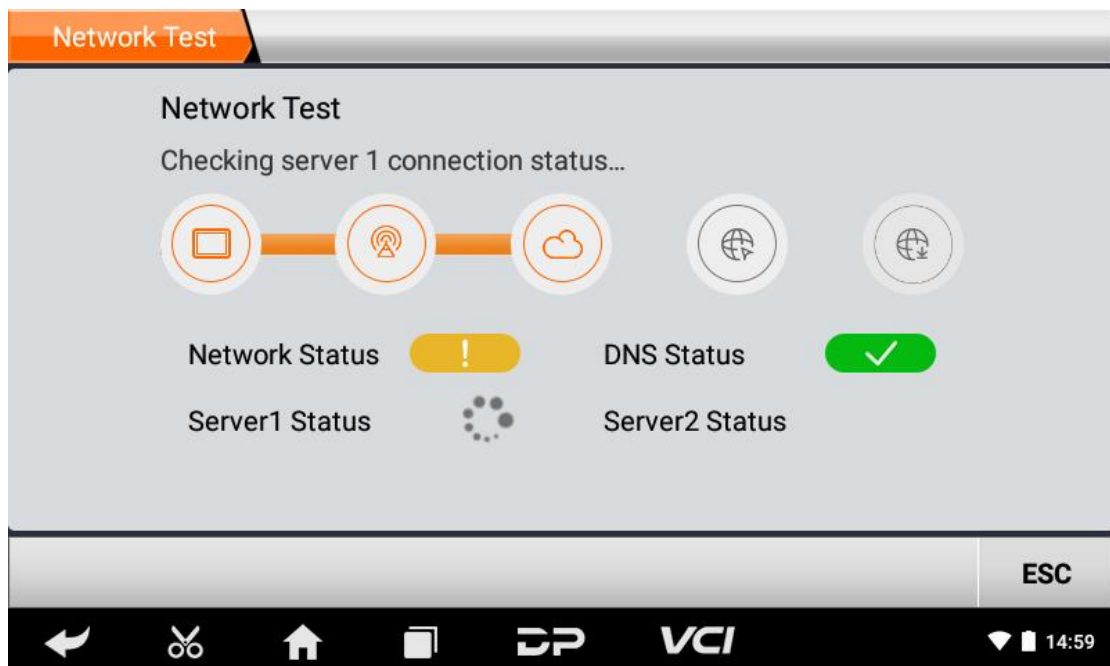 Network Test
Network Test
Checking server 1 connection status...
Network Status ! DNS Status
Server1 Status Server2 Status
ESC
DP VCI 14:59